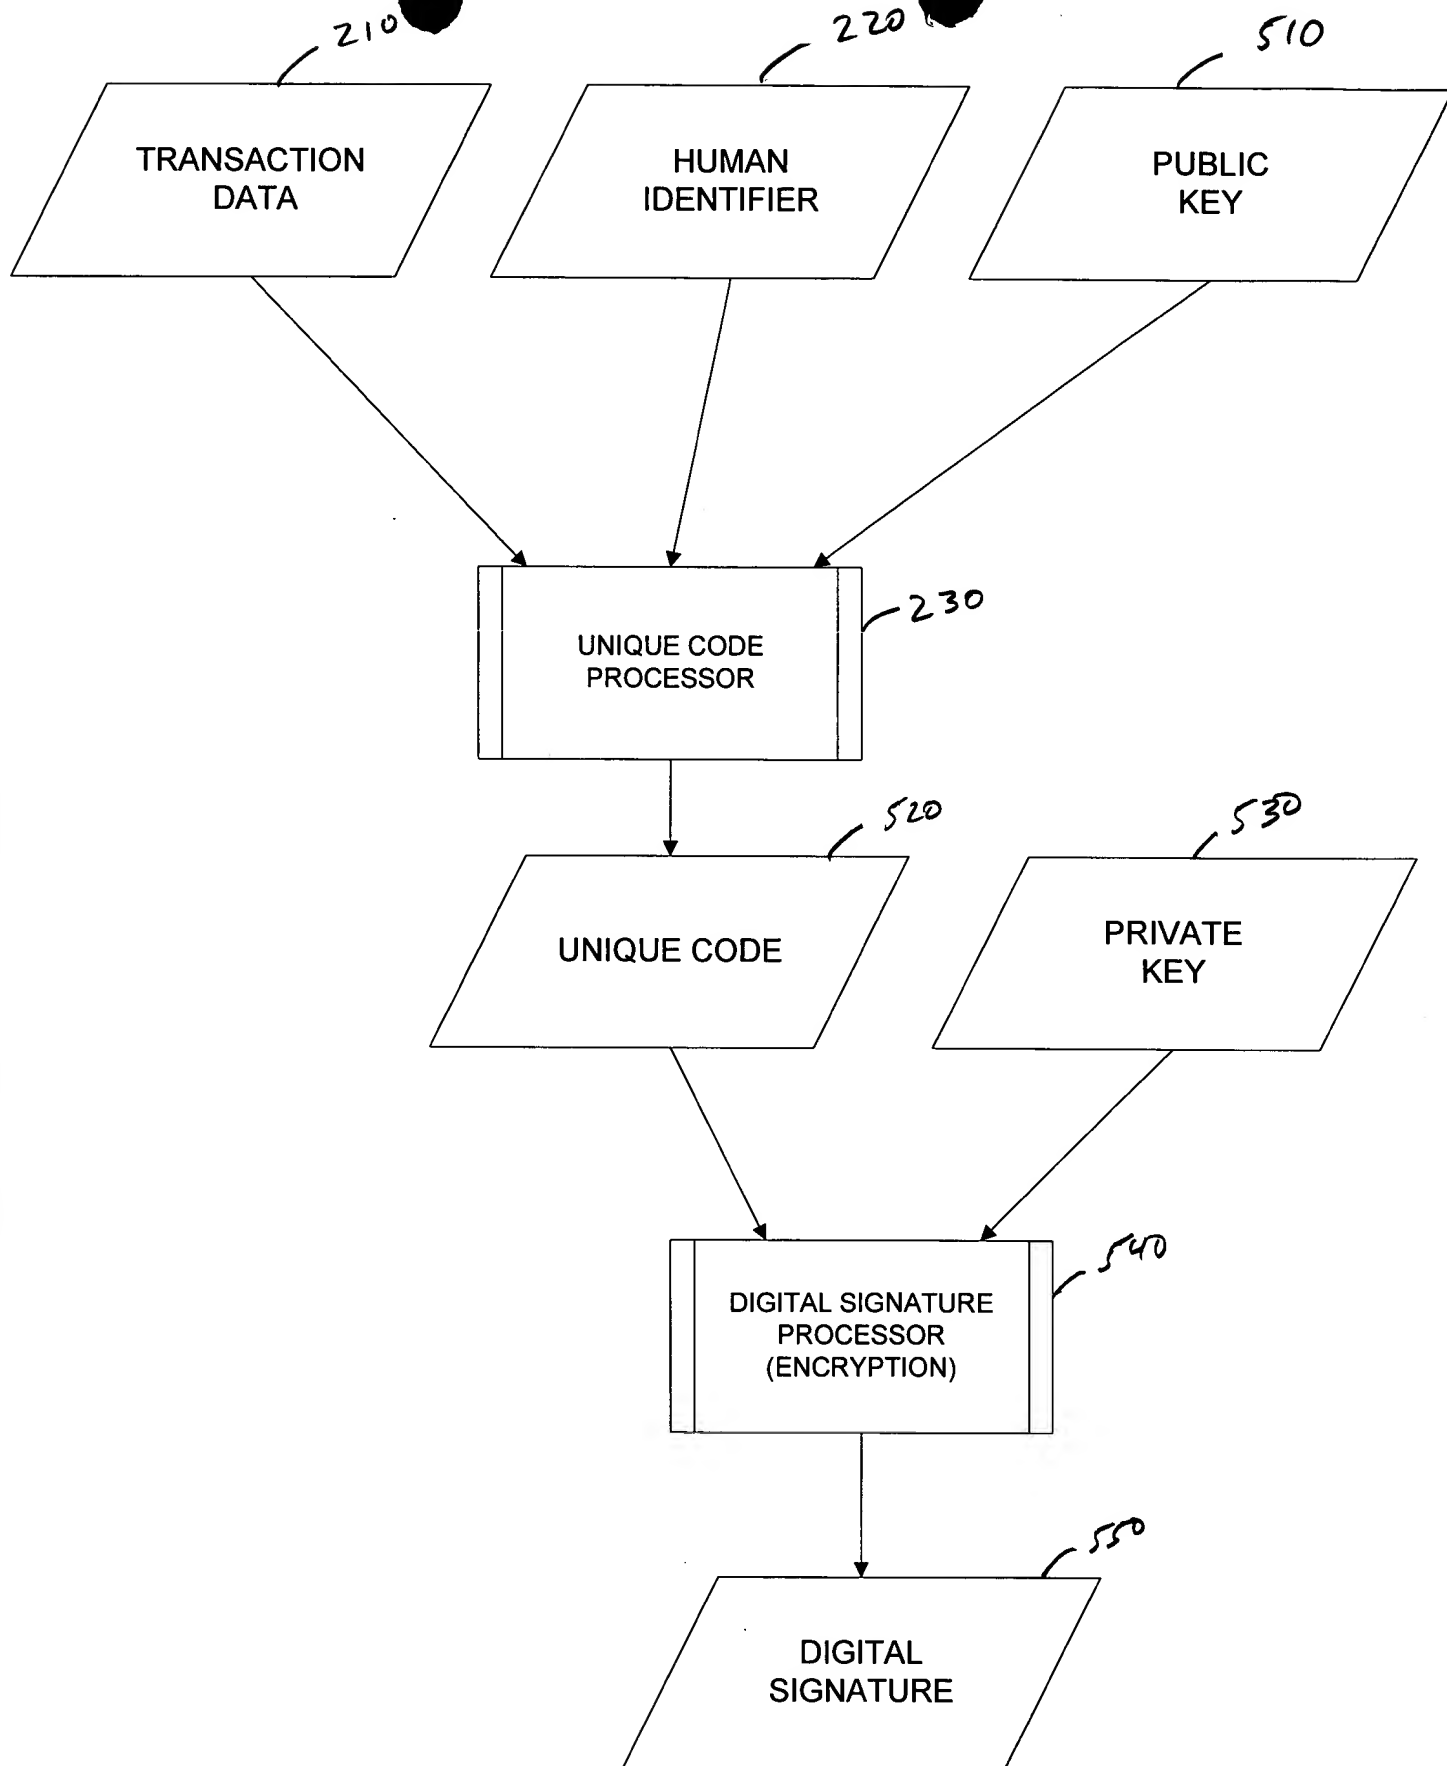 210
220
510
TRANSACTION
DATA
HUMAN
IDENTIFIER
PUBLIC
KEY
230
UNIQUE CODE
PROCESSOR
520
530
UNIQUE CODE
PRIVATE
KEY
540
DIGITAL SIGNATURE
PROCESSOR
(ENCRYPTION)
550
DIGITAL
SIGNATURE